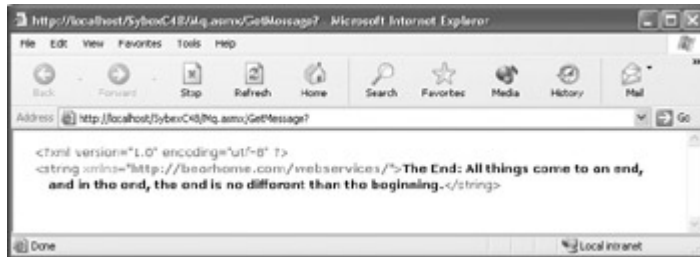 http://localhost/SybexC48/Mq.asmx/GetMessage? - Microsoft Internet Explorer
File Edit View Favorites Tools Help
Back Forward Stop Refresh Home Search Favorites Media History Mail
Address http://localhost/SybexC48/Mq.asmx/GetMessage? Go
<?xml version="1.0" encoding="utf-8" ?>
<string xmlns="http://bearhome.com/webservices/">The End: All things come to an end,
and in the end, the end is no different than the beginning.</string>
Done Local intranet